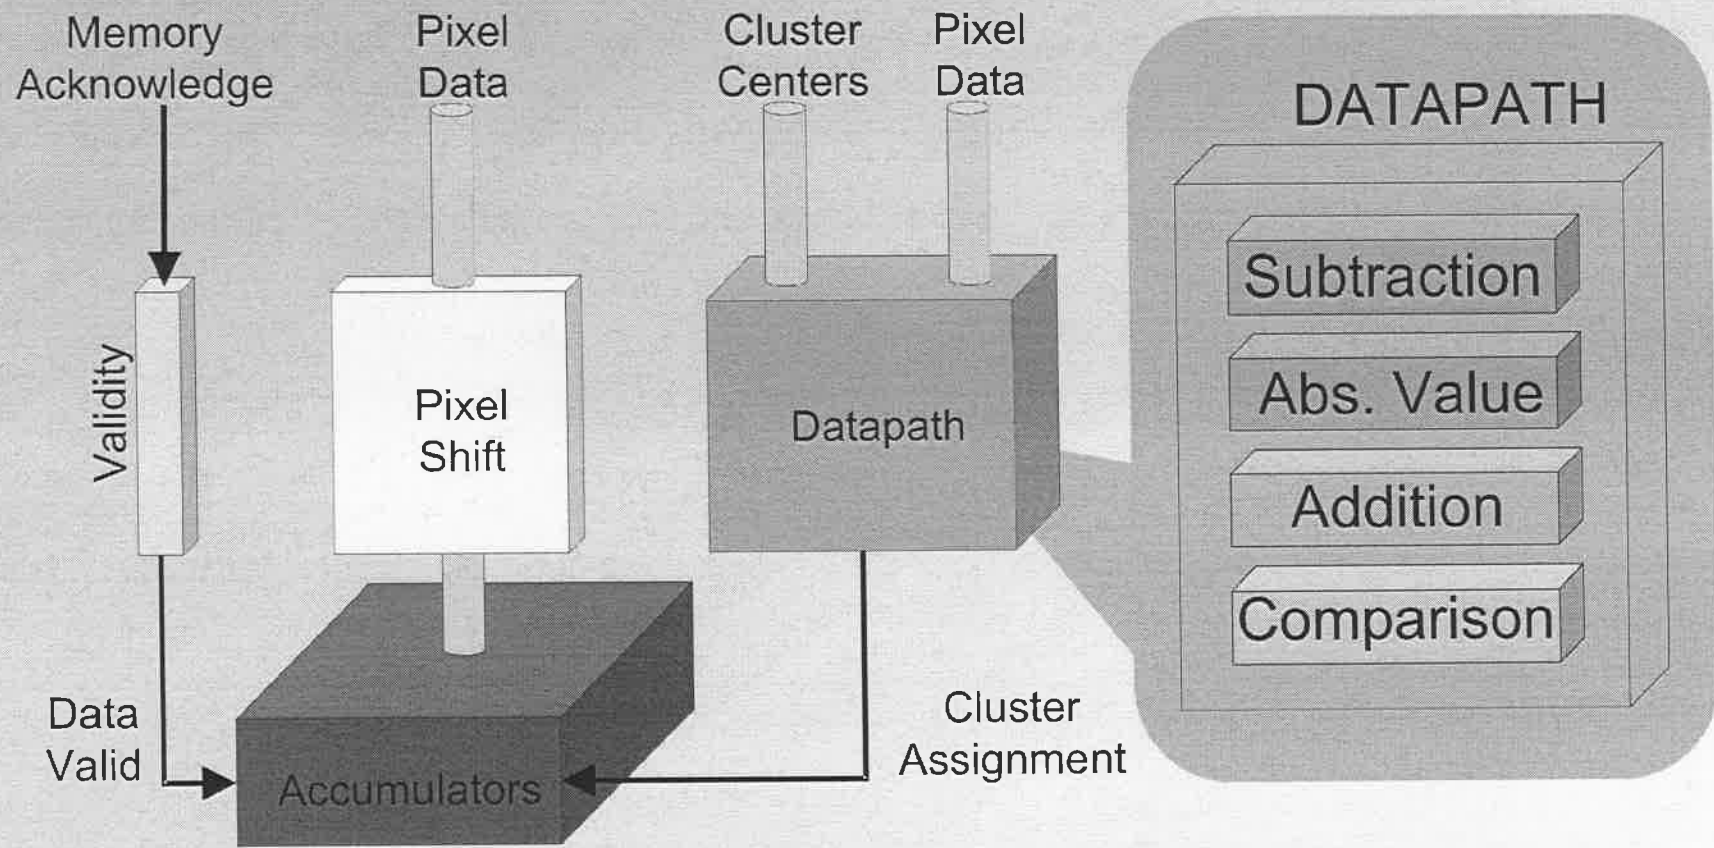 Memory
Acknowledge
Pixel
Data
Cluster
Centers
Pixel
Data
DATAPATH
Subtraction
Abs. Value
Addition
Comparison
Validity
Pixel
Shift
Datapath
Data
Valid
Accumulators
Cluster
Assignment